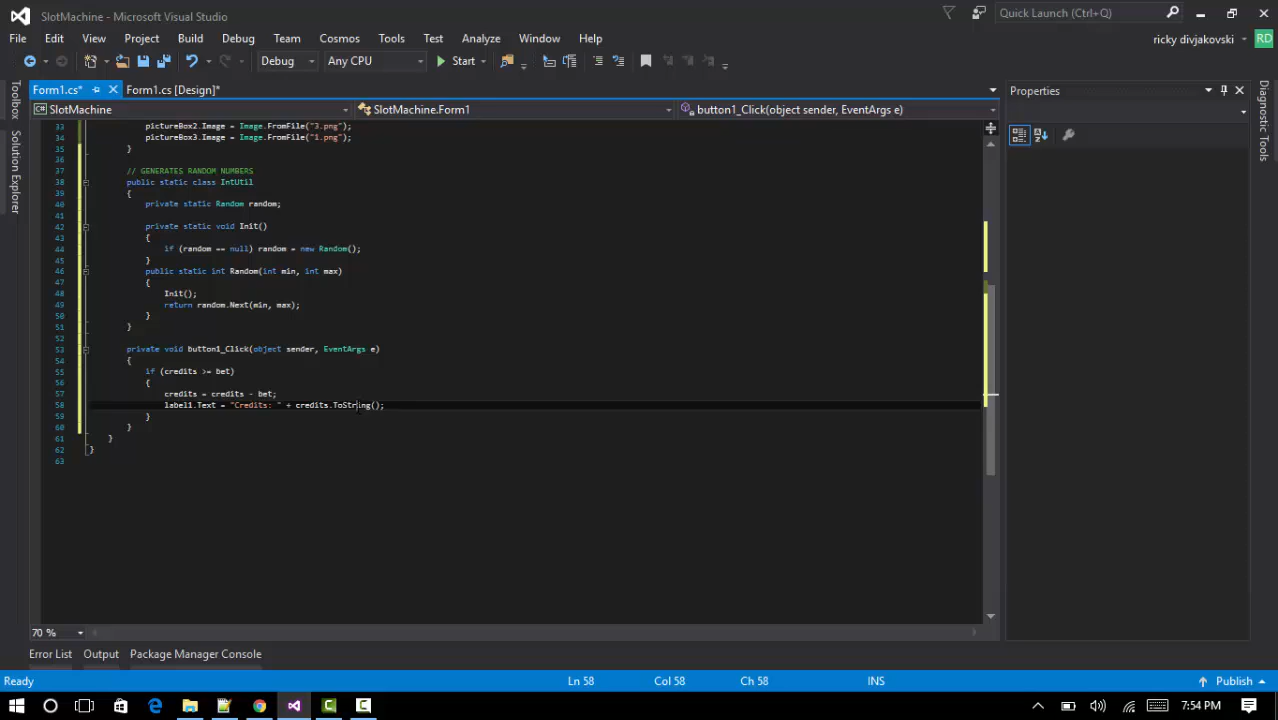 SlotMachine - Microsoft Visual Studio
Quick Launch (Ctrl+Q)
File Edit View Project Build Debug Team Cosmos Tools Test Analyze Window Help
ricky divjakovski RD
Debug Any CPU Start
Toolbox
Solution Explorer
Form1.cs* Form1.cs [Design]*
SlotMachine SlotMachine.Form1 button1_Click(object sender, EventArgs e)
33 pictureBox2.Image = Image.FromFile("3.png");
34 pictureBox3.Image = Image.FromFile("1.png");
35 }
36
37 // GENERATES RANDOM NUMBERS
38 public static class IntUtil
39 {
40 private static Random random;
41
42 private static void Init()
43 {
44 if (random == null) random = new Random();
45 }
46 public static int Random(int min, int max)
47 {
48 Init();
49 return random.Next(min, max);
50 }
51 }
52
53 private void button1_Click(object sender, EventArgs e)
54 {
55 if (credits >= bet)
56 {
57 credits = credits - bet;
58 label1.Text = "Credits: " + credits.ToString();
59 }
60 }
61 }
62 }
63
70 %
Properties
Diagnostic Tools
Error List Output Package Manager Console
Ready Ln 58 Col 58 Ch 58 INS Publish
7:54 PM